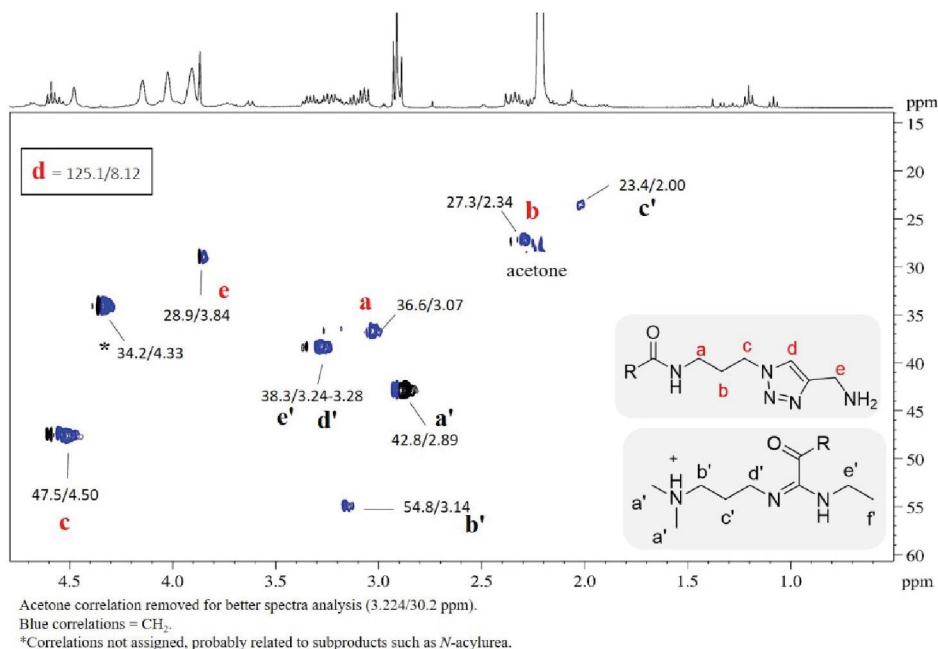 ppm
d = 125.1/8.12
15
20
25
30
35
40
45
50
55
60
23.4/2.00
c'
27.3/2.34
b
acetone
28.9/3.84
e
a
36.6/3.07
34.2/4.33
*
38.3/3.24-3.28
e' d'
a'
42.8/2.89
47.5/4.50
c
54.8/3.14
b'
O
R
N
H
a
b
c
N
N
N
d
e
NH2
O
R
+
H
N
a'
a'
b'
c'
d'
N
N
H
e'
f'
4.5 4.0 3.5 3.0 2.5 2.0 1.5 1.0 ppm
Acetone correlation removed for better spectra analysis (3.224/30.2 ppm).
Blue correlations = CH2.
*Correlations not assigned, probably related to subproducts such as N-acylurea.